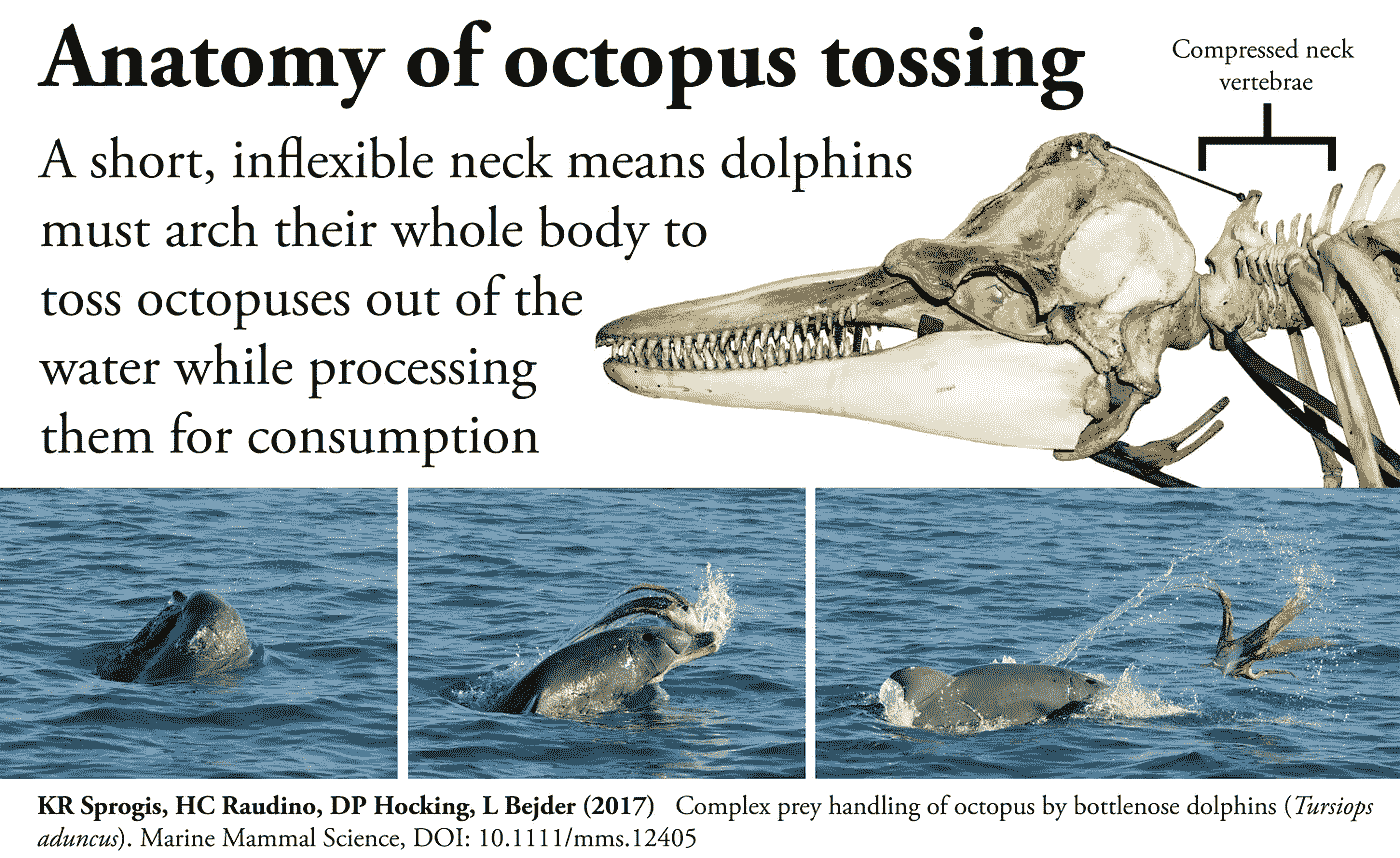 Anatomy of octopus tossing
Compressed neck
vertebrae
A short, inflexible neck means dolphins
must arch their whole body to
toss octopuses out of the
water while processing
them for consumption
KR Sprogis, HC Raudino, DP Hocking, L Bejder (2017) Complex prey handling of octopus by bottlenose dolphins (Tursiops
aduncus). Marine Mammal Science, DOI: 10.1111/mms.12405